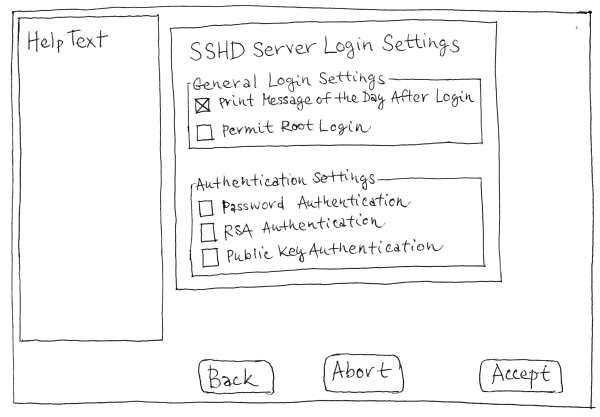 Help Text
SSHD Server Login Settings
General Login Settings
Print Message of the Day After Login
Permit Root Login
Authentication Settings
Password Authentication
RSA Authentication
Public Key Authentication
Back
Abort
Accept